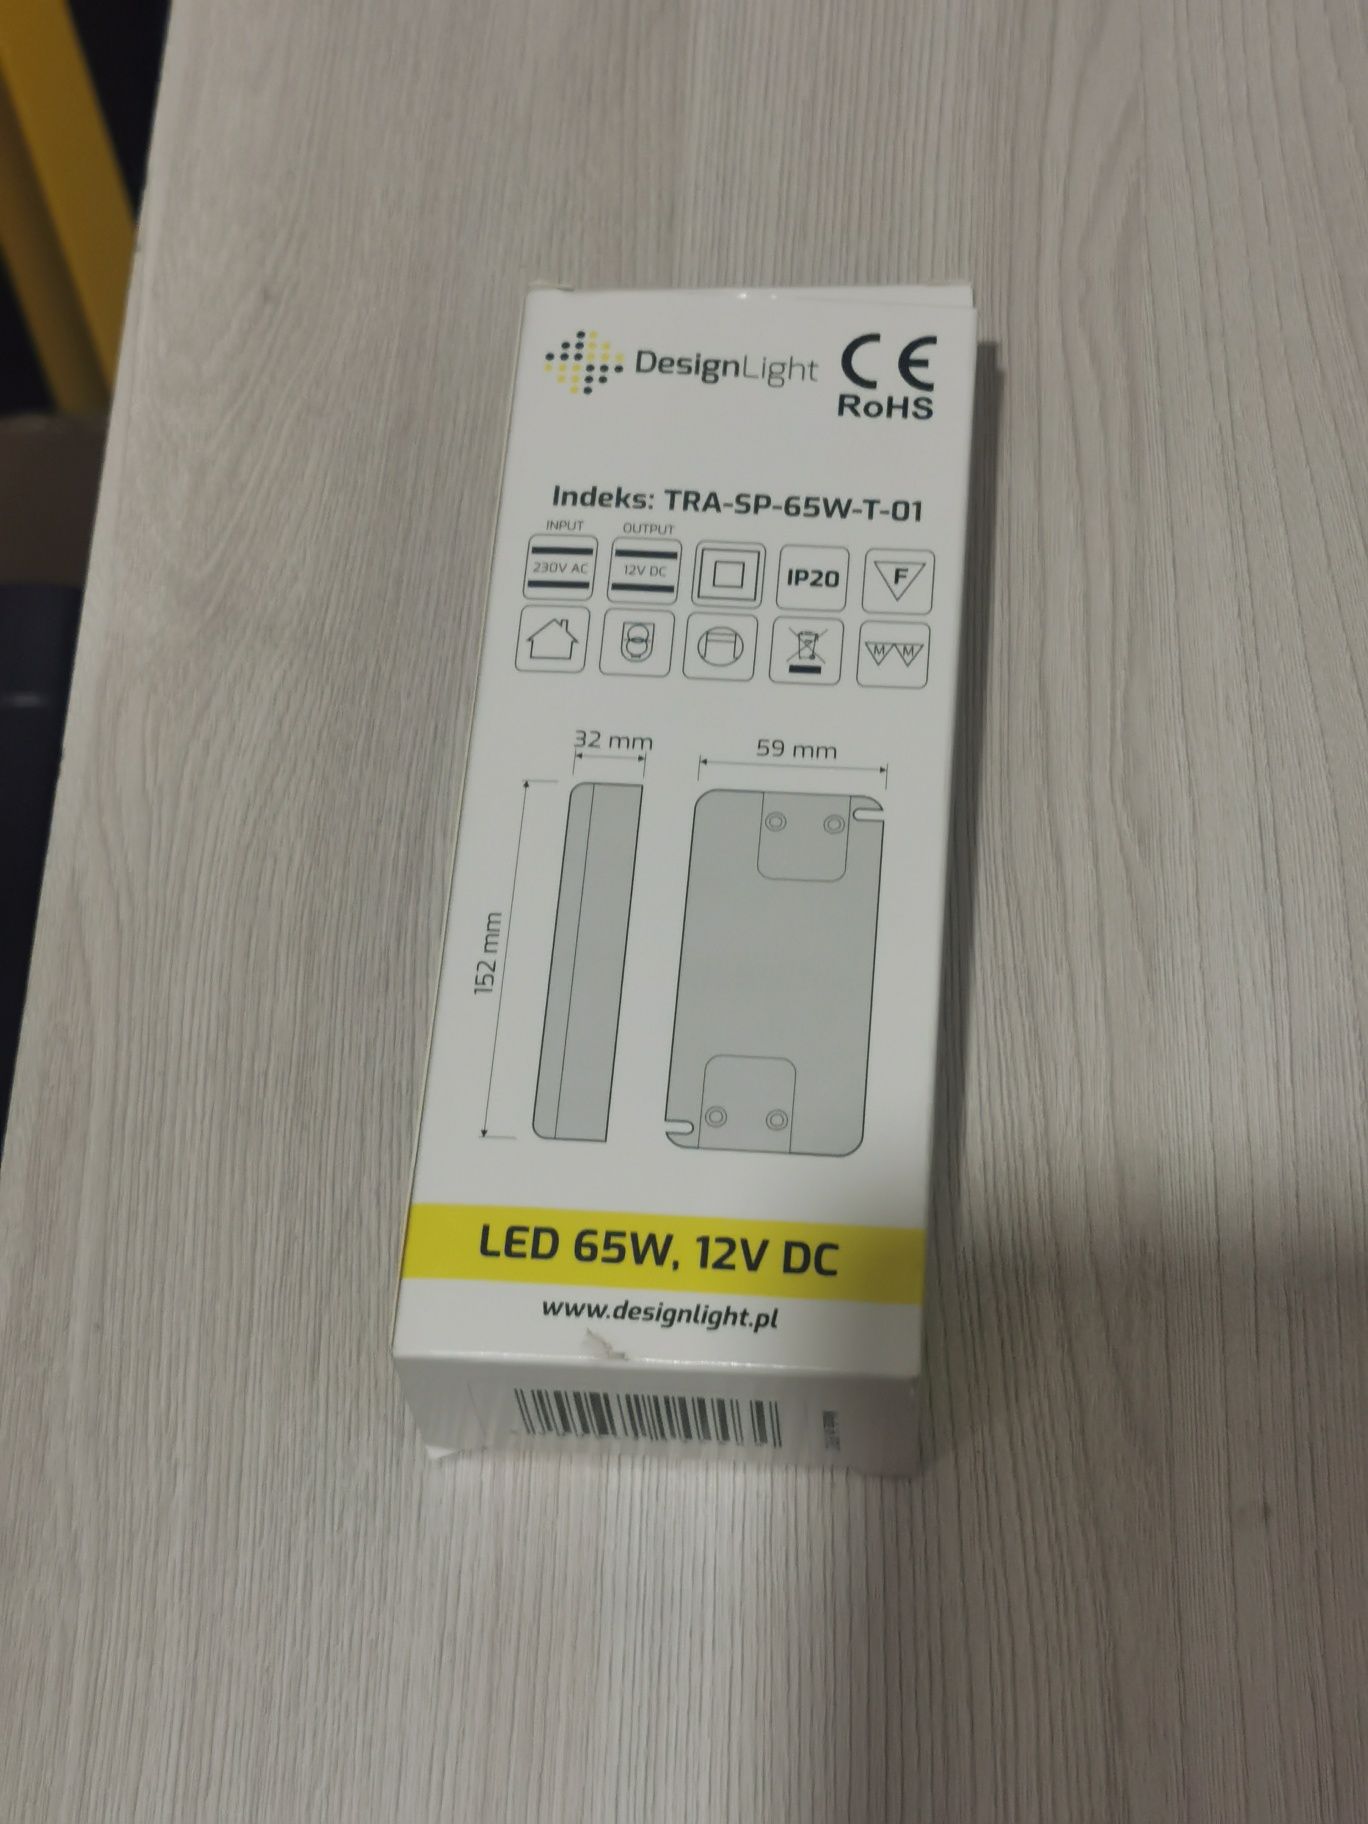 DesignLight
CE
RoHS
Indeks: TRA-SP-65W-T-01
INPUT
OUTPUT
230V AC
12V DC
IP20
F
M M
32 mm
59 mm
152 mm
LED 65W, 12V DC
www.designlight.pl